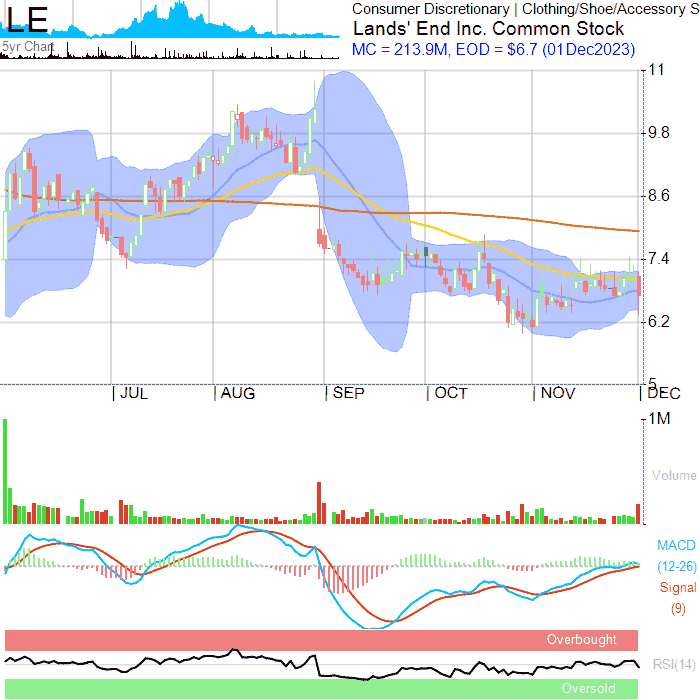 LE
5yr Chart
Consumer Discretionary | Clothing/Shoe/Accessory S
Lands' End Inc. Common Stock
MC = 213.9M, EOD = $6.7 (01Dec2023)
11
9.8
8.6
7.4
6.2
5
JUL AUG SEP OCT NOV DEC
1M
Volume
MACD
(12-26)
Signal
(9)
Overbought
RSI(14)
Oversold